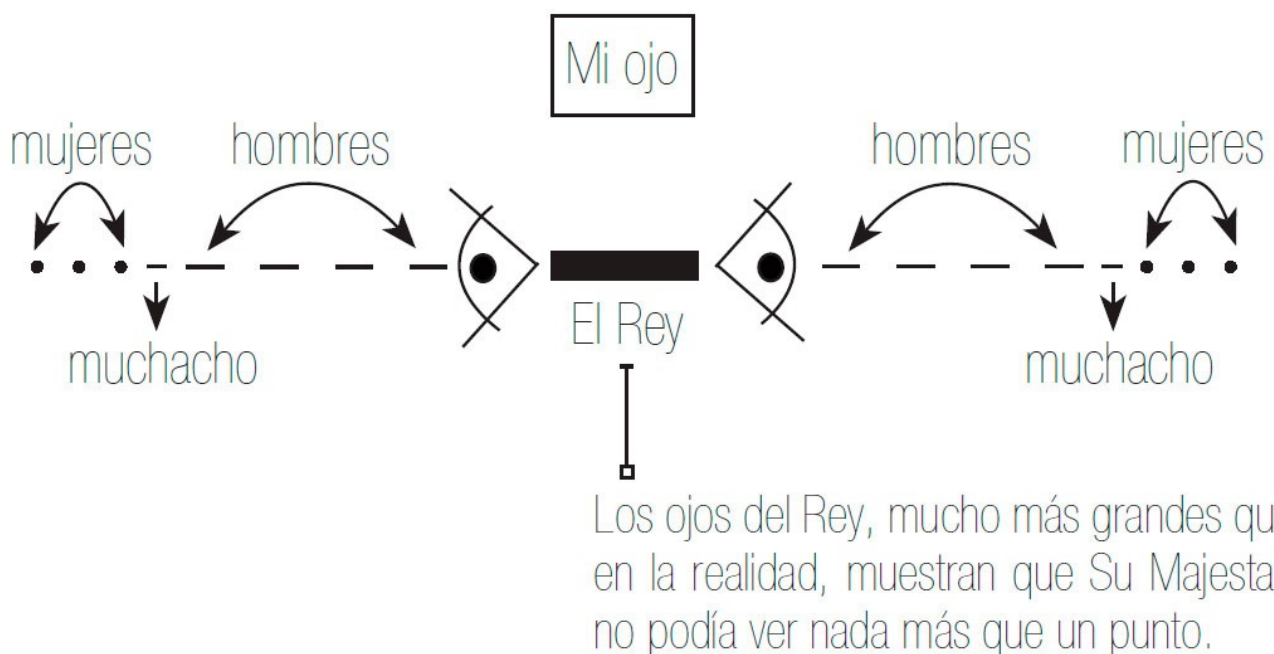 Mi ojo
mujeres hombres hombres mujeres
El Rey
muchacho muchacho
Los ojos del Rey, mucho más grandes qu
en la realidad, muestran que Su Majesta
no podía ver nada más que un punto.